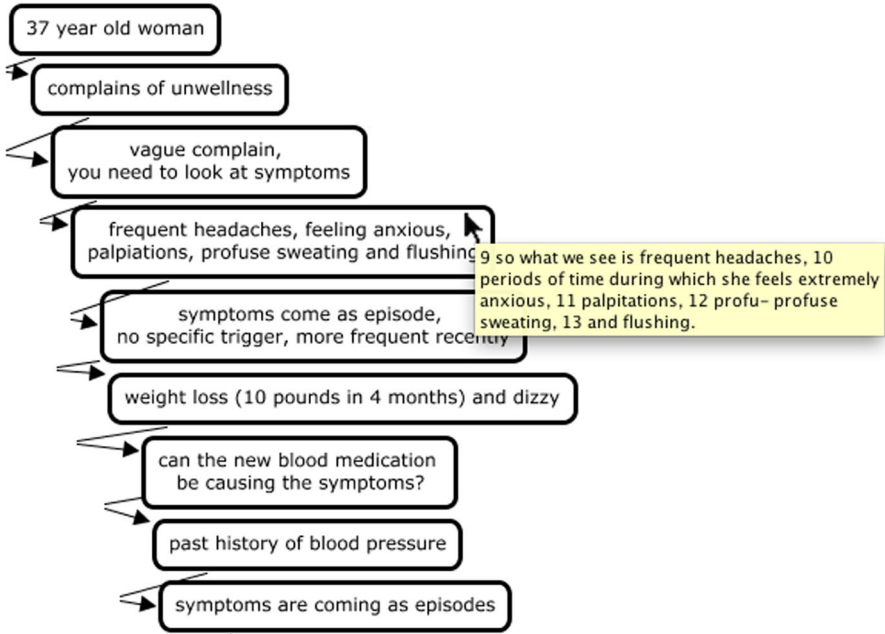 37 year old woman
complains of unwellness
vague complain,
you need to look at symptoms
frequent headaches, feeling anxious,
palpiations, profuse sweating and flushing
9 so what we see is frequent headaches, 10
periods of time during which she feels extremely
anxious, 11 palpitations, 12 profu- profuse
sweating, 13 and flushing.
symptoms come as episode,
no specific trigger, more frequent recently
weight loss (10 pounds in 4 months) and dizzy
can the new blood medication
be causing the symptoms?
past history of blood pressure
symptoms are coming as episodes